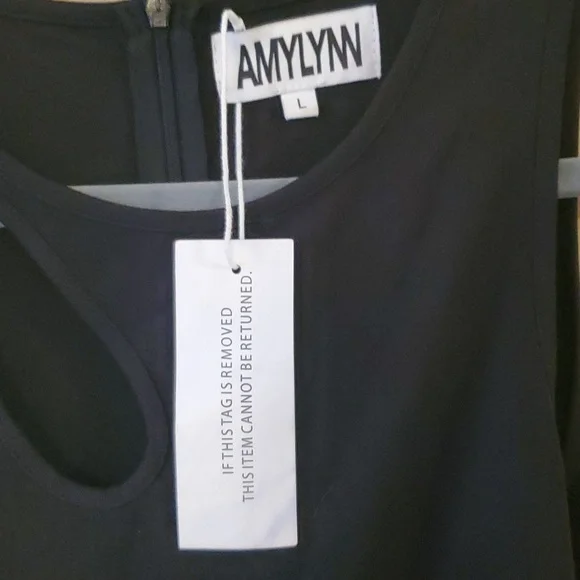 AMYLYNN
L
IF THIS TAG IS REMOVED
THIS ITEM CANNOT BE RETURNED.